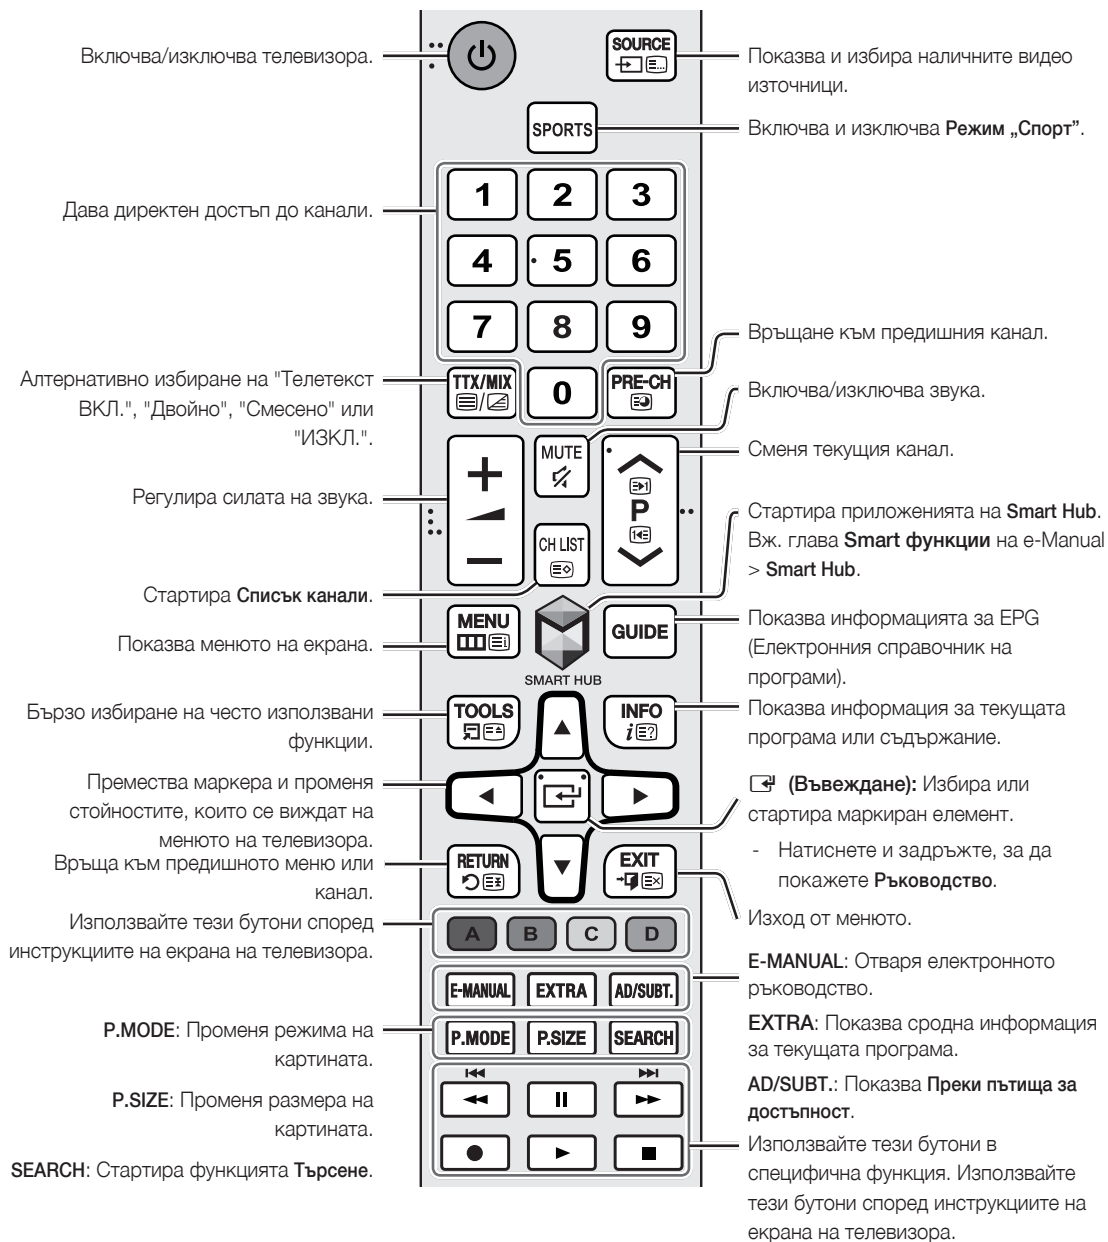 Включва/изключва телевизора.
SOURCE
Показва и избира наличните видео
източници.
SPORTS
Включва и изключва Режим „Спорт”.
1
2
3
Дава директен достъп до канали.
4
5
6
7
8
9
Връщане към предишния канал.
Алтернативно избиране на "Телетекст
ВКЛ.", "Двойно", "Смесено" или
"ИЗКЛ.".
TTX/MIX
0
PRE-CH
Включва/изключва звука.
MUTE
Сменя текущия канал.
Регулира силата на звука.
P
CH LIST
Стартира приложенията на Smart Hub.
Вж. глава Smart функции на e-Manual
> Smart Hub.
Стартира Списък канали.
MENU
GUIDE
Показва менюто на екрана.
Показва информацията за EPG
(Електронния справочник на
програми).
SMART HUB
Бързо избиране на често използвани
функции.
TOOLS
INFO
Показва информация за текущата
програма или съдържание.
Премества маркера и променя
стойностите, които се виждат на
менюто на телевизора.
(Въвеждане): Избира или
стартира маркиран елемент.
- Натиснете и задръжте, за да
покажете Ръководство.
Връща към предишното меню или
канал.
RETURN
EXIT
Изход от менюто.
Използвайте тези бутони според
инструкциите на екрана на телевизора.
A
B
C
D
E-MANUAL
EXTRA
AD/SUBT.
E-MANUAL: Отваря електронното
ръководство.
EXTRA: Показва сродна информация
за текущата програма.
AD/SUBT.: Показва Преки пътища за
достъпност.
P.MODE: Променя режима на
картината.
P.MODE
P.SIZE
SEARCH
P.SIZE: Променя размера на
картината.
SEARCH: Стартира функцията Търсене.
Използвайте тези бутони в
специфична функция. Използвайте
тези бутони според инструкциите на
екрана на телевизора.